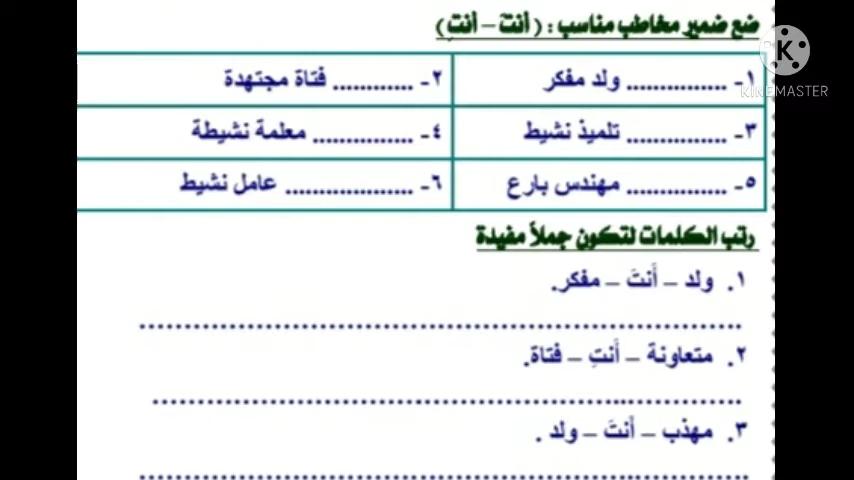 ضع ضمير مخاطب مناسب : ( أنتَ – أنتِ )
١- ............... ولد مفكر
٢- ............ فتاة مجتهدة
٣- ............... تلميذ نشيط
٤- ............... معلمة نشيطة
٥- ............... مهندس بارع
٦- ................... عامل نشيط
رتب الكلمات لتكون جملاً مفيدة
١. ولد – أَنتَ – مفكر.
................................................................
٢. متعاونة – أَنتِ – فتاة.
................................................................
٣. مهذب – أنتَ – ولد .
................................................................
K
KINEMASTER